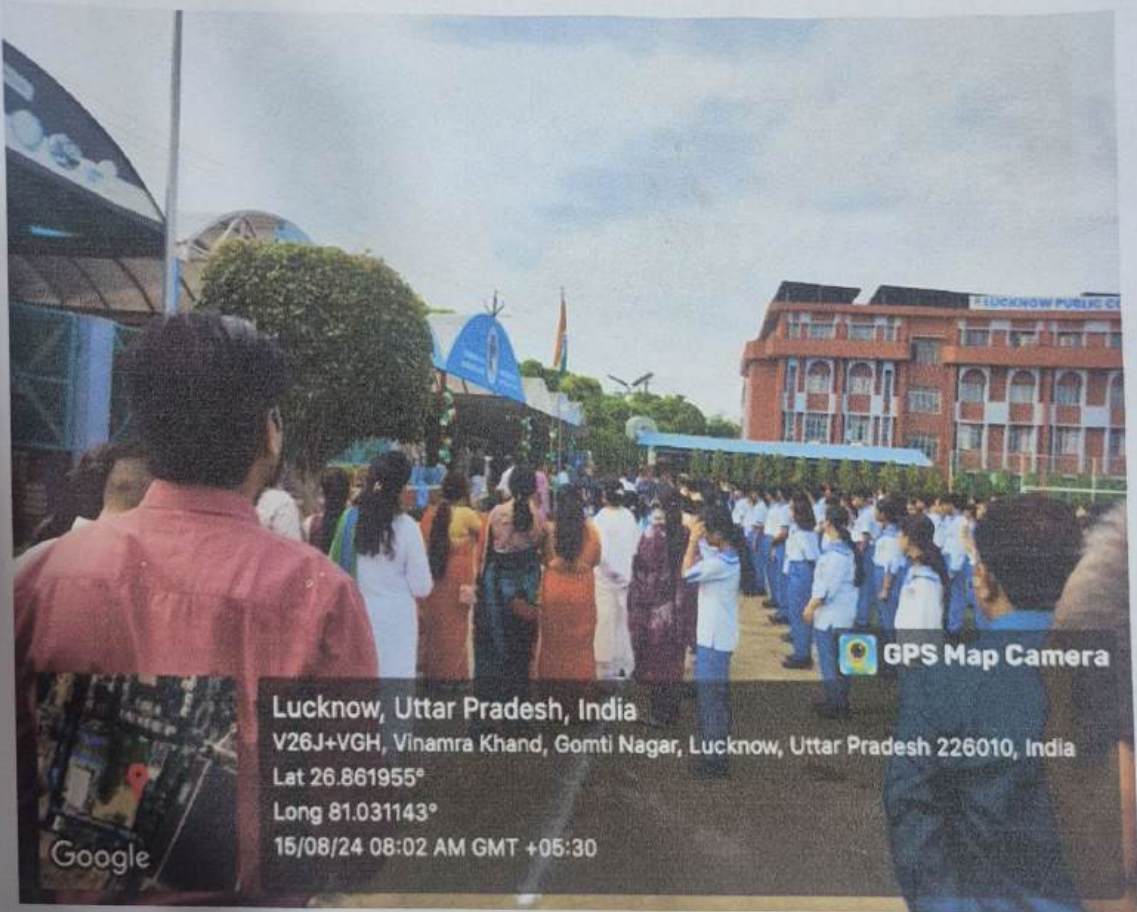 LUCKNOW PUBLIC CO
GPS Map Camera
Lucknow, Uttar Pradesh, India
V26J+VGH, Vinamra Khand, Gomti Nagar, Lucknow, Uttar Pradesh 226010, India
Lat 26.861955°
Long 81.031143°
15/08/24 08:02 AM GMT +05:30
Google